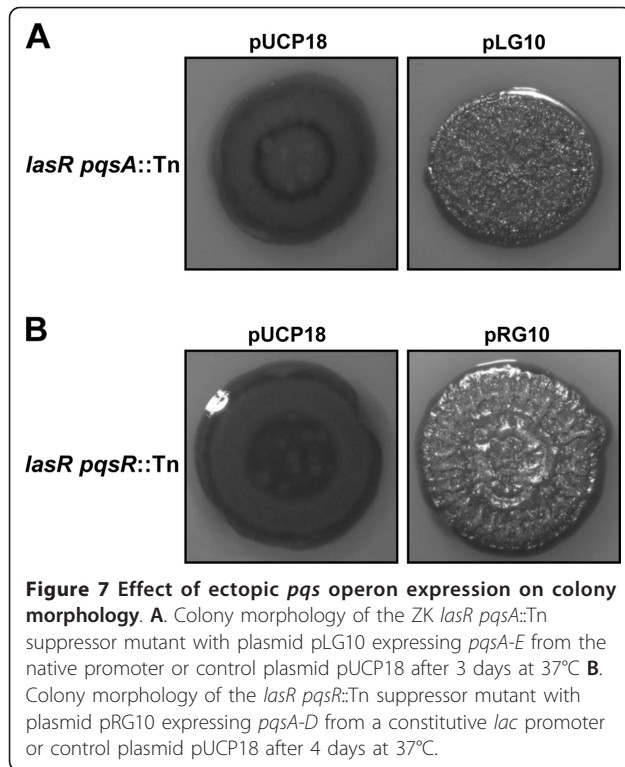 A
pUCP18 pLG10
lasR pqsA::Tn
B
pUCP18 pRG10
lasR pqsR::Tn
Figure 7 Effect of ectopic pqs operon expression on colony
morphology. A. Colony morphology of the ZK lasR pqsA::Tn
suppressor mutant with plasmid pLG10 expressing pqsA-E from the
native promoter or control plasmid pUCP18 after 3 days at 37°C B.
Colony morphology of the lasR pqsR::Tn suppressor mutant with
plasmid pRG10 expressing pqsA-D from a constitutive lac promoter
or control plasmid pUCP18 after 4 days at 37°C.